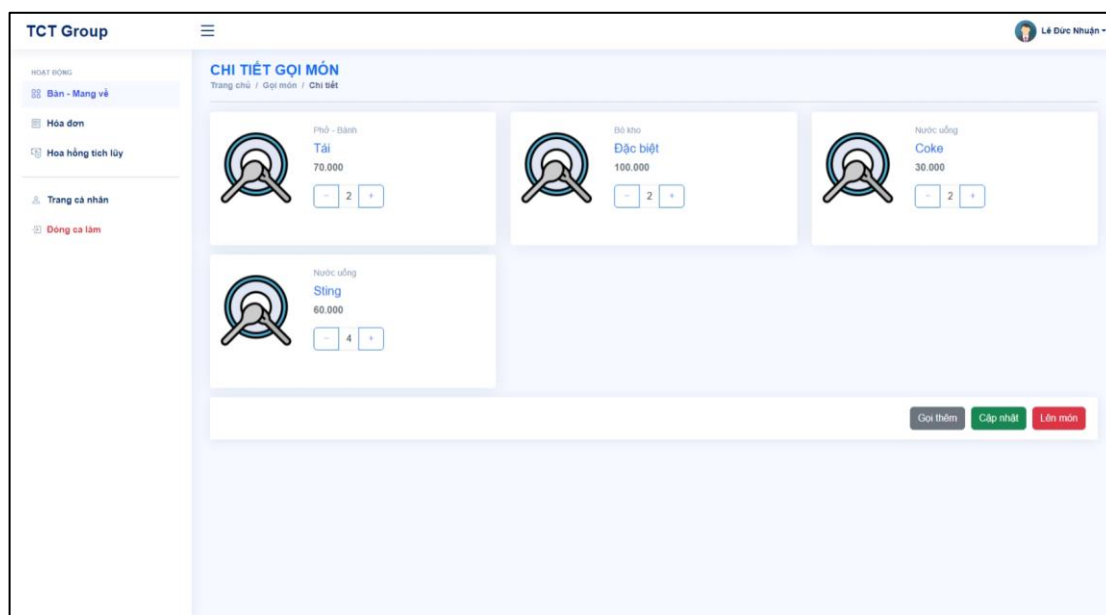 TCT Group
Lê Đức Nhuận
HOẠT ĐỘNG
Bàn - Mang về
Hóa đơn
Hoa hồng tích lũy
Trang cá nhân
Đóng ca làm
CHI TIẾT GỌI MÓN
Trang chủ / Gọi món / Chi tiết
Phở - Bánh
Tái
70.000
- 2 +
Bò kho
Đặc biệt
100.000
- 2 +
Nước uống
Coke
30.000
- 2 +
Nước uống
Sting
60.000
- 4 +
Gọi thêm
Cập nhật
Lên món